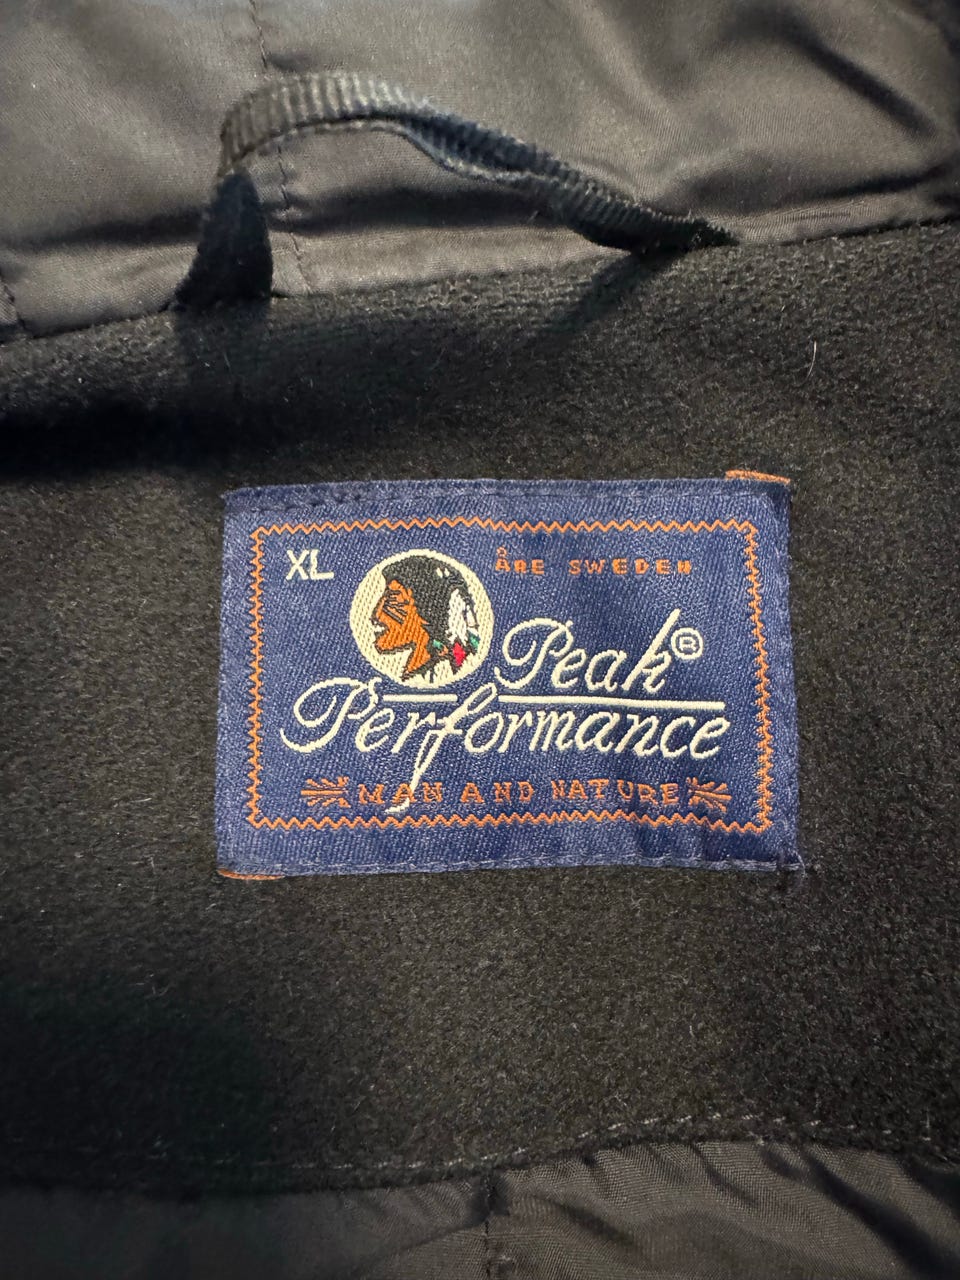 XL
ÅRE SWEDEN
Peak®
Performance
MAN AND NATURE